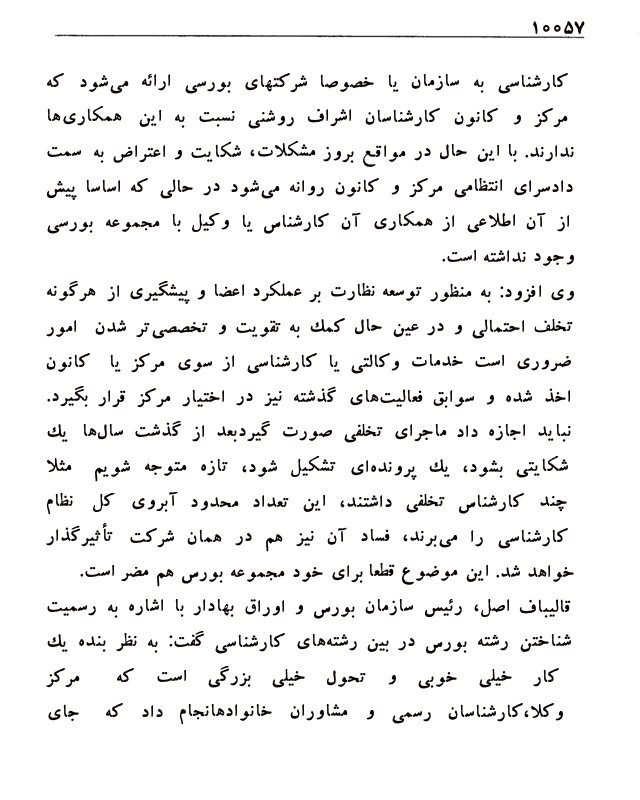 ۱۰۰۵۷
کارشناسی به سازمان یا خصوصا شرکتهای بورسی ارائه می‌شود که
مرکز و کانون کارشناسان اشراف روشنی نسبت به این همکاری‌ها
ندارند. با این حال در مواقع بروز مشکلات، شکایت و اعتراض به سمت
دادسرای انتظامی مرکز و کانون روانه می‌شود در حالی که اساسا پیش
از آن اطلاعی از همکاری آن کارشناس یا وکیل با مجموعه بورسی
وجود نداشته است.
وی افزود: به منظور توسعه نظارت بر عملکرد اعضا و پیشگیری از هرگونه
تخلف احتمالی و در عین حال کمك به تقویت و تخصصی‌تر شدن امور
ضروری است خدمات وکالتی یا کارشناسی از سوی مرکز یا کانون
اخذ شده و سوابق فعالیت‌های گذشته نیز در اختیار مرکز قرار بگیرد.
نباید اجازه داد ماجرای تخلفی صورت گیردبعد از گذشت سال‌ها یك
شکایتی بشود، یك پرونده‌ای تشکیل شود، تازه متوجه شویم مثلا
چند کارشناس تخلفی داشتند، این تعداد محدود آبروی کل نظام
کارشناسی را می‌برند، فساد آن نیز هم در همان شرکت تأثیرگذار
خواهد شد. این موضوع قطعا برای خود مجموعه بورس هم مضر است.
قالیباف اصل، رئیس سازمان بورس و اوراق بهادار با اشاره به رسمیت
شناختن رشته بورس در بین رشته‌های کارشناسی گفت: به نظر بنده یك
کار خیلی خوبی و تحول خیلی بزرگی است که مرکز
وکلا،کارشناسان رسمی و مشاوران خانوادهانجام داد که جای